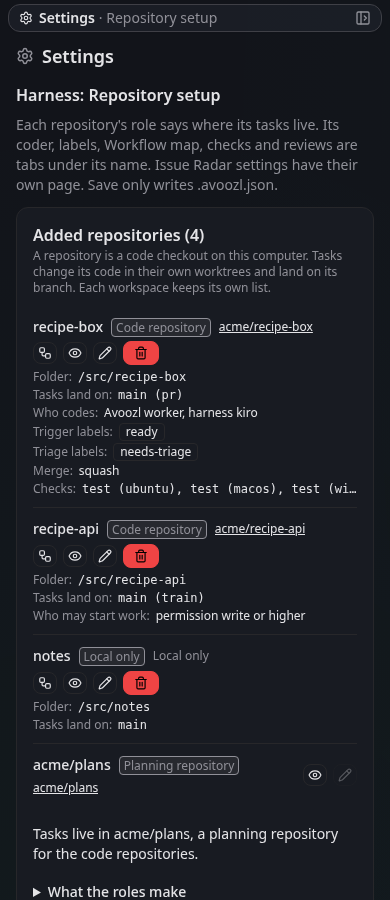 Settings · Repository setup
Settings
Harness: Repository setup
Each repository's role says where its tasks live. Its
coder, labels, Workflow map, checks and reviews are
tabs under its name. Issue Radar settings have their
own page. Save only writes .avoozl.json.
Added repositories (4)
A repository is a code checkout on this computer. Tasks
change its code in their own worktrees and land on its
branch. Each workspace keeps its own list.
recipe-box Code repository acme/recipe-box
Folder: /src/recipe-box
Tasks land on: main (pr)
Who codes: Avoozl worker, harness kiro
Trigger labels: ready
Triage labels: needs-triage
Merge: squash
Checks: test (ubuntu), test (macos), test (wi…
recipe-api Code repository acme/recipe-api
Folder: /src/recipe-api
Tasks land on: main (train)
Who may start work: permission write or higher
notes Local only Local only
Folder: /src/notes
Tasks land on: main
acme/plans Planning repository
acme/plans
Tasks live in acme/plans, a planning repository
for the code repositories.
What the roles make